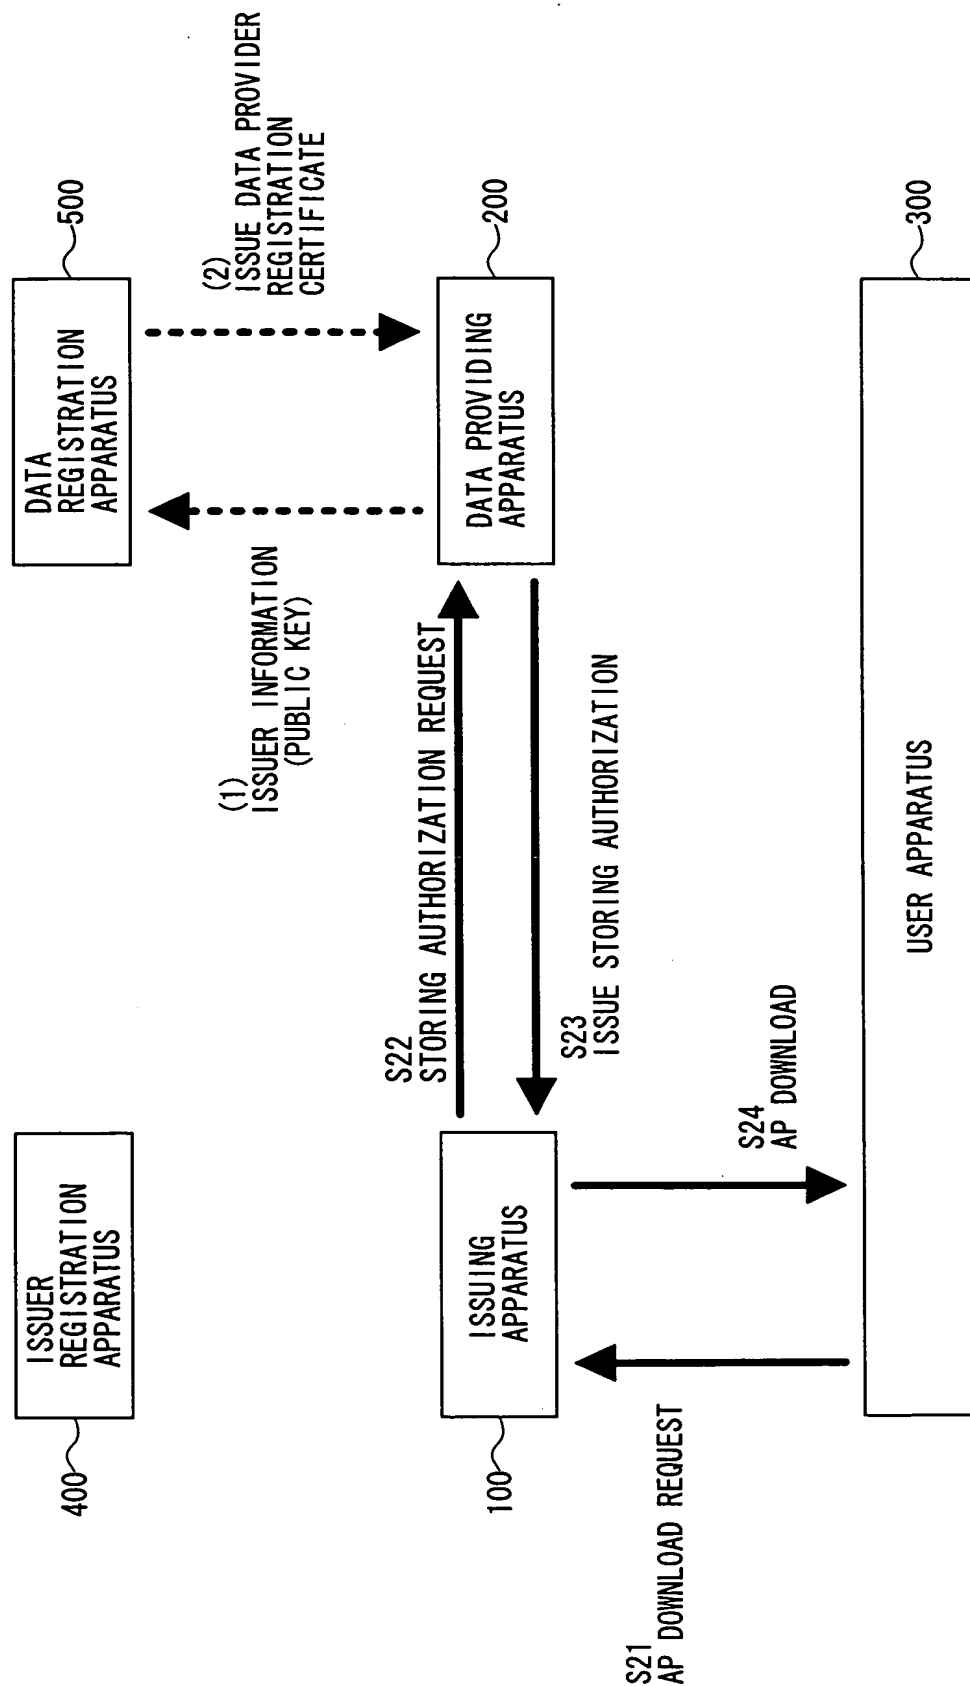 400
ISSUER
REGISTRATION
APPARATUS
DATA
REGISTRATION
APPARATUS
500
(1)
ISSUER INFORMATION
(PUBLIC KEY)
(2)
ISSUE DATA PROVIDER
REGISTRATION
CERTIFICATE
S22
STORING AUTHORIZATION REQUEST
100
ISSUING
APPARATUS
DATA PROVIDING
APPARATUS
200
S23
ISSUE STORING AUTHORIZATION
S21
AP DOWNLOAD REQUEST
S24
AP DOWNLOAD
USER APPARATUS
300